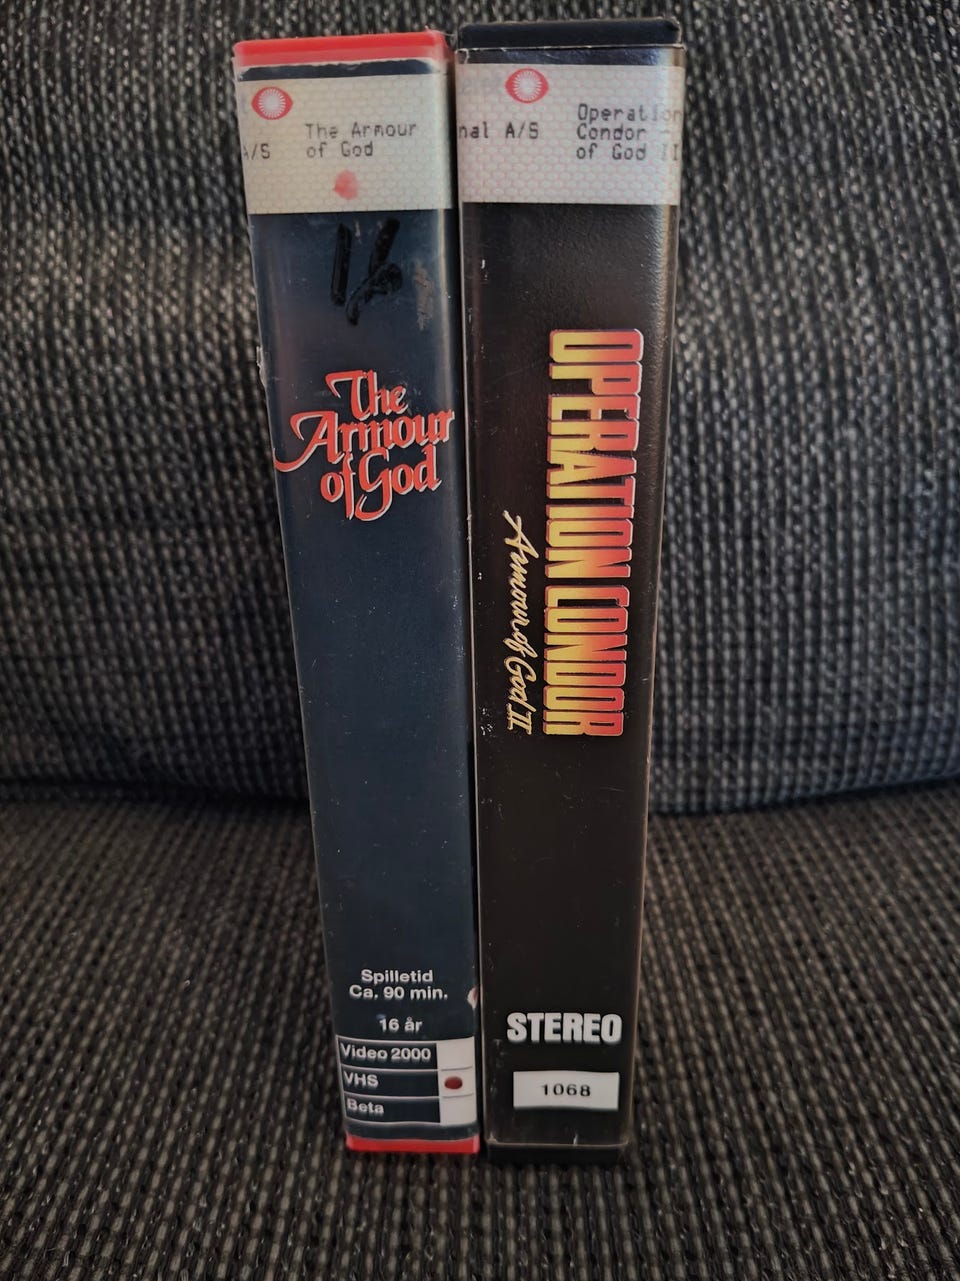 A/S
The Armour
of God
16
The
Armour
of God
Spilletid
Ca. 90 min.
16 år
Video 2000
VHS
Beta
nal A/S
Operation
Condor -
of God II
OPERATION CONDOR
Armour of God II
STEREO
1068